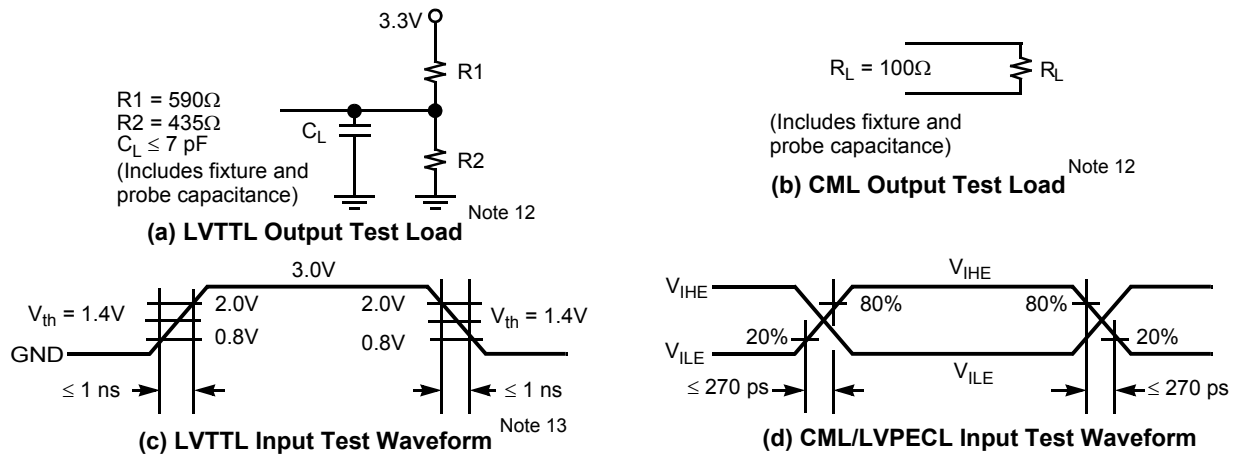 3.3V
R1
R1 = 590Ω
R2 = 435Ω
C_L ≤ 7 pF
(Includes fixture and
probe capacitance)
C_L
R2
Note 12
(a) LVTTL Output Test Load
R_L = 100Ω
R_L
(Includes fixture and
probe capacitance)
Note 12
(b) CML Output Test Load
3.0V
V_th = 1.4V
2.0V
0.8V
2.0V
0.8V
V_th = 1.4V
GND
≤ 1 ns
≤ 1 ns
Note 13
(c) LVTTL Input Test Waveform
V_IHE
V_IHE
80%
80%
20%
20%
V_ILE
V_ILE
≤ 270 ps
≤ 270 ps
(d) CML/LVPECL Input Test Waveform